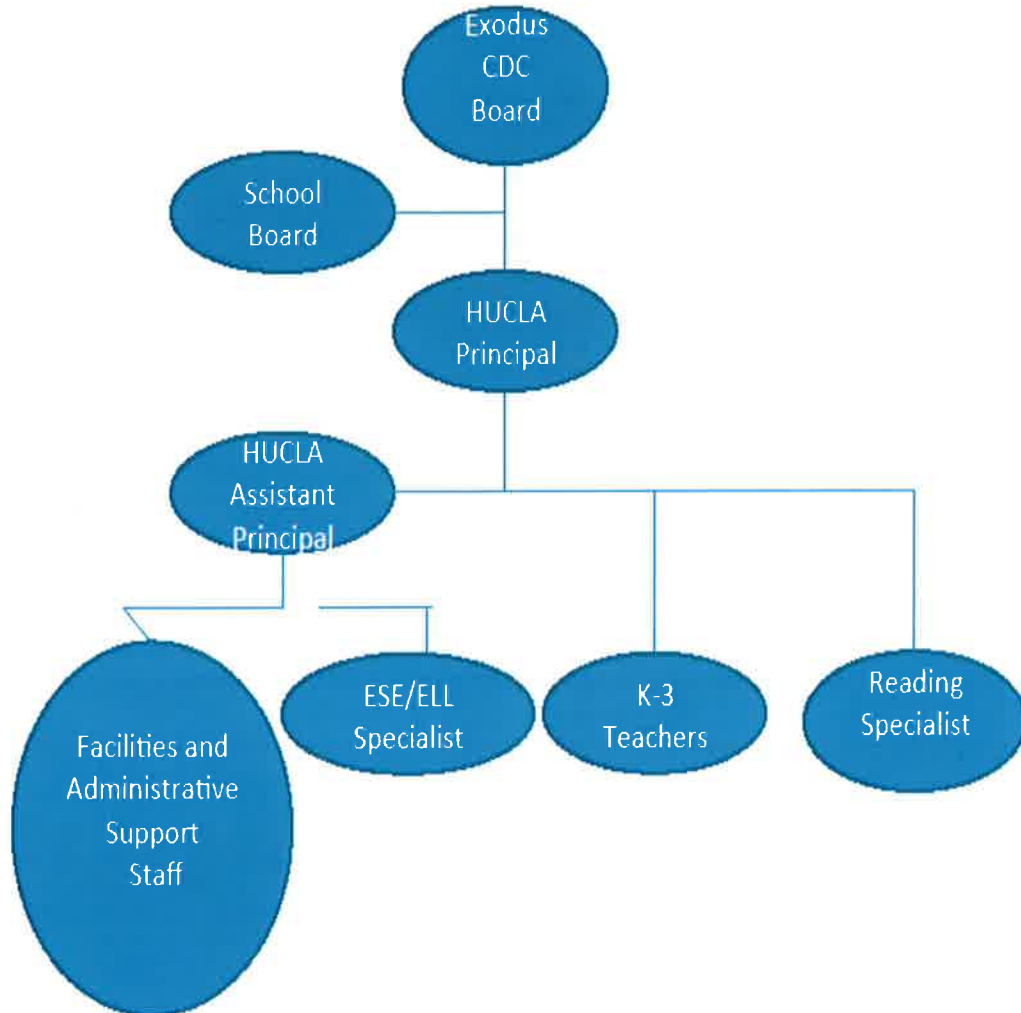 Exodus
CDC
Board
School
Board
HUCLA
Principal
HUCLA
Assistant
Principal
Facilities and
Administrative
Support
Staff
ESE/ELL
Specialist
K-3
Teachers
Reading
Specialist